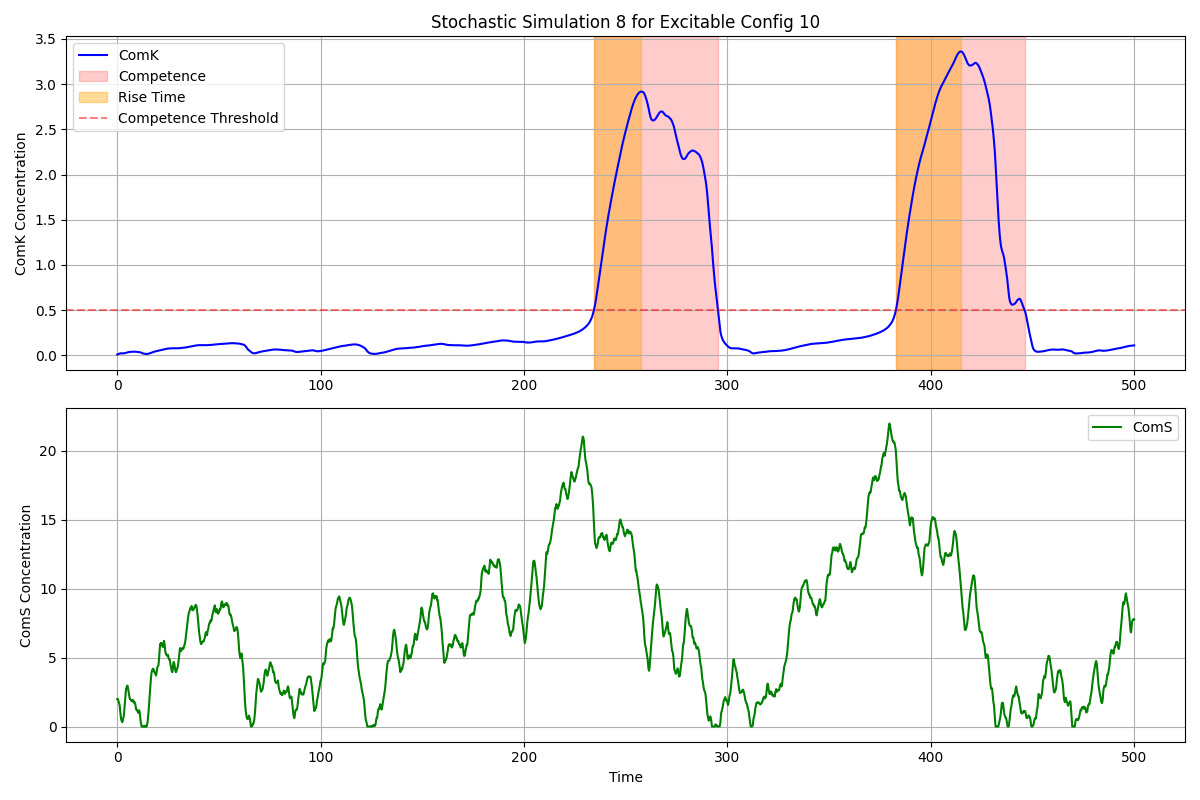 Stochastic Simulation 8 for Excitable Config 10
ComK Concentration
3.5
3.0
2.5
2.0
1.5
1.0
0.5
0.0
ComK
Competence
Rise Time
Competence Threshold
0 100 200 300 400 500
ComS Concentration
20
15
10
5
0
ComS
0 100 200 300 400 500
Time